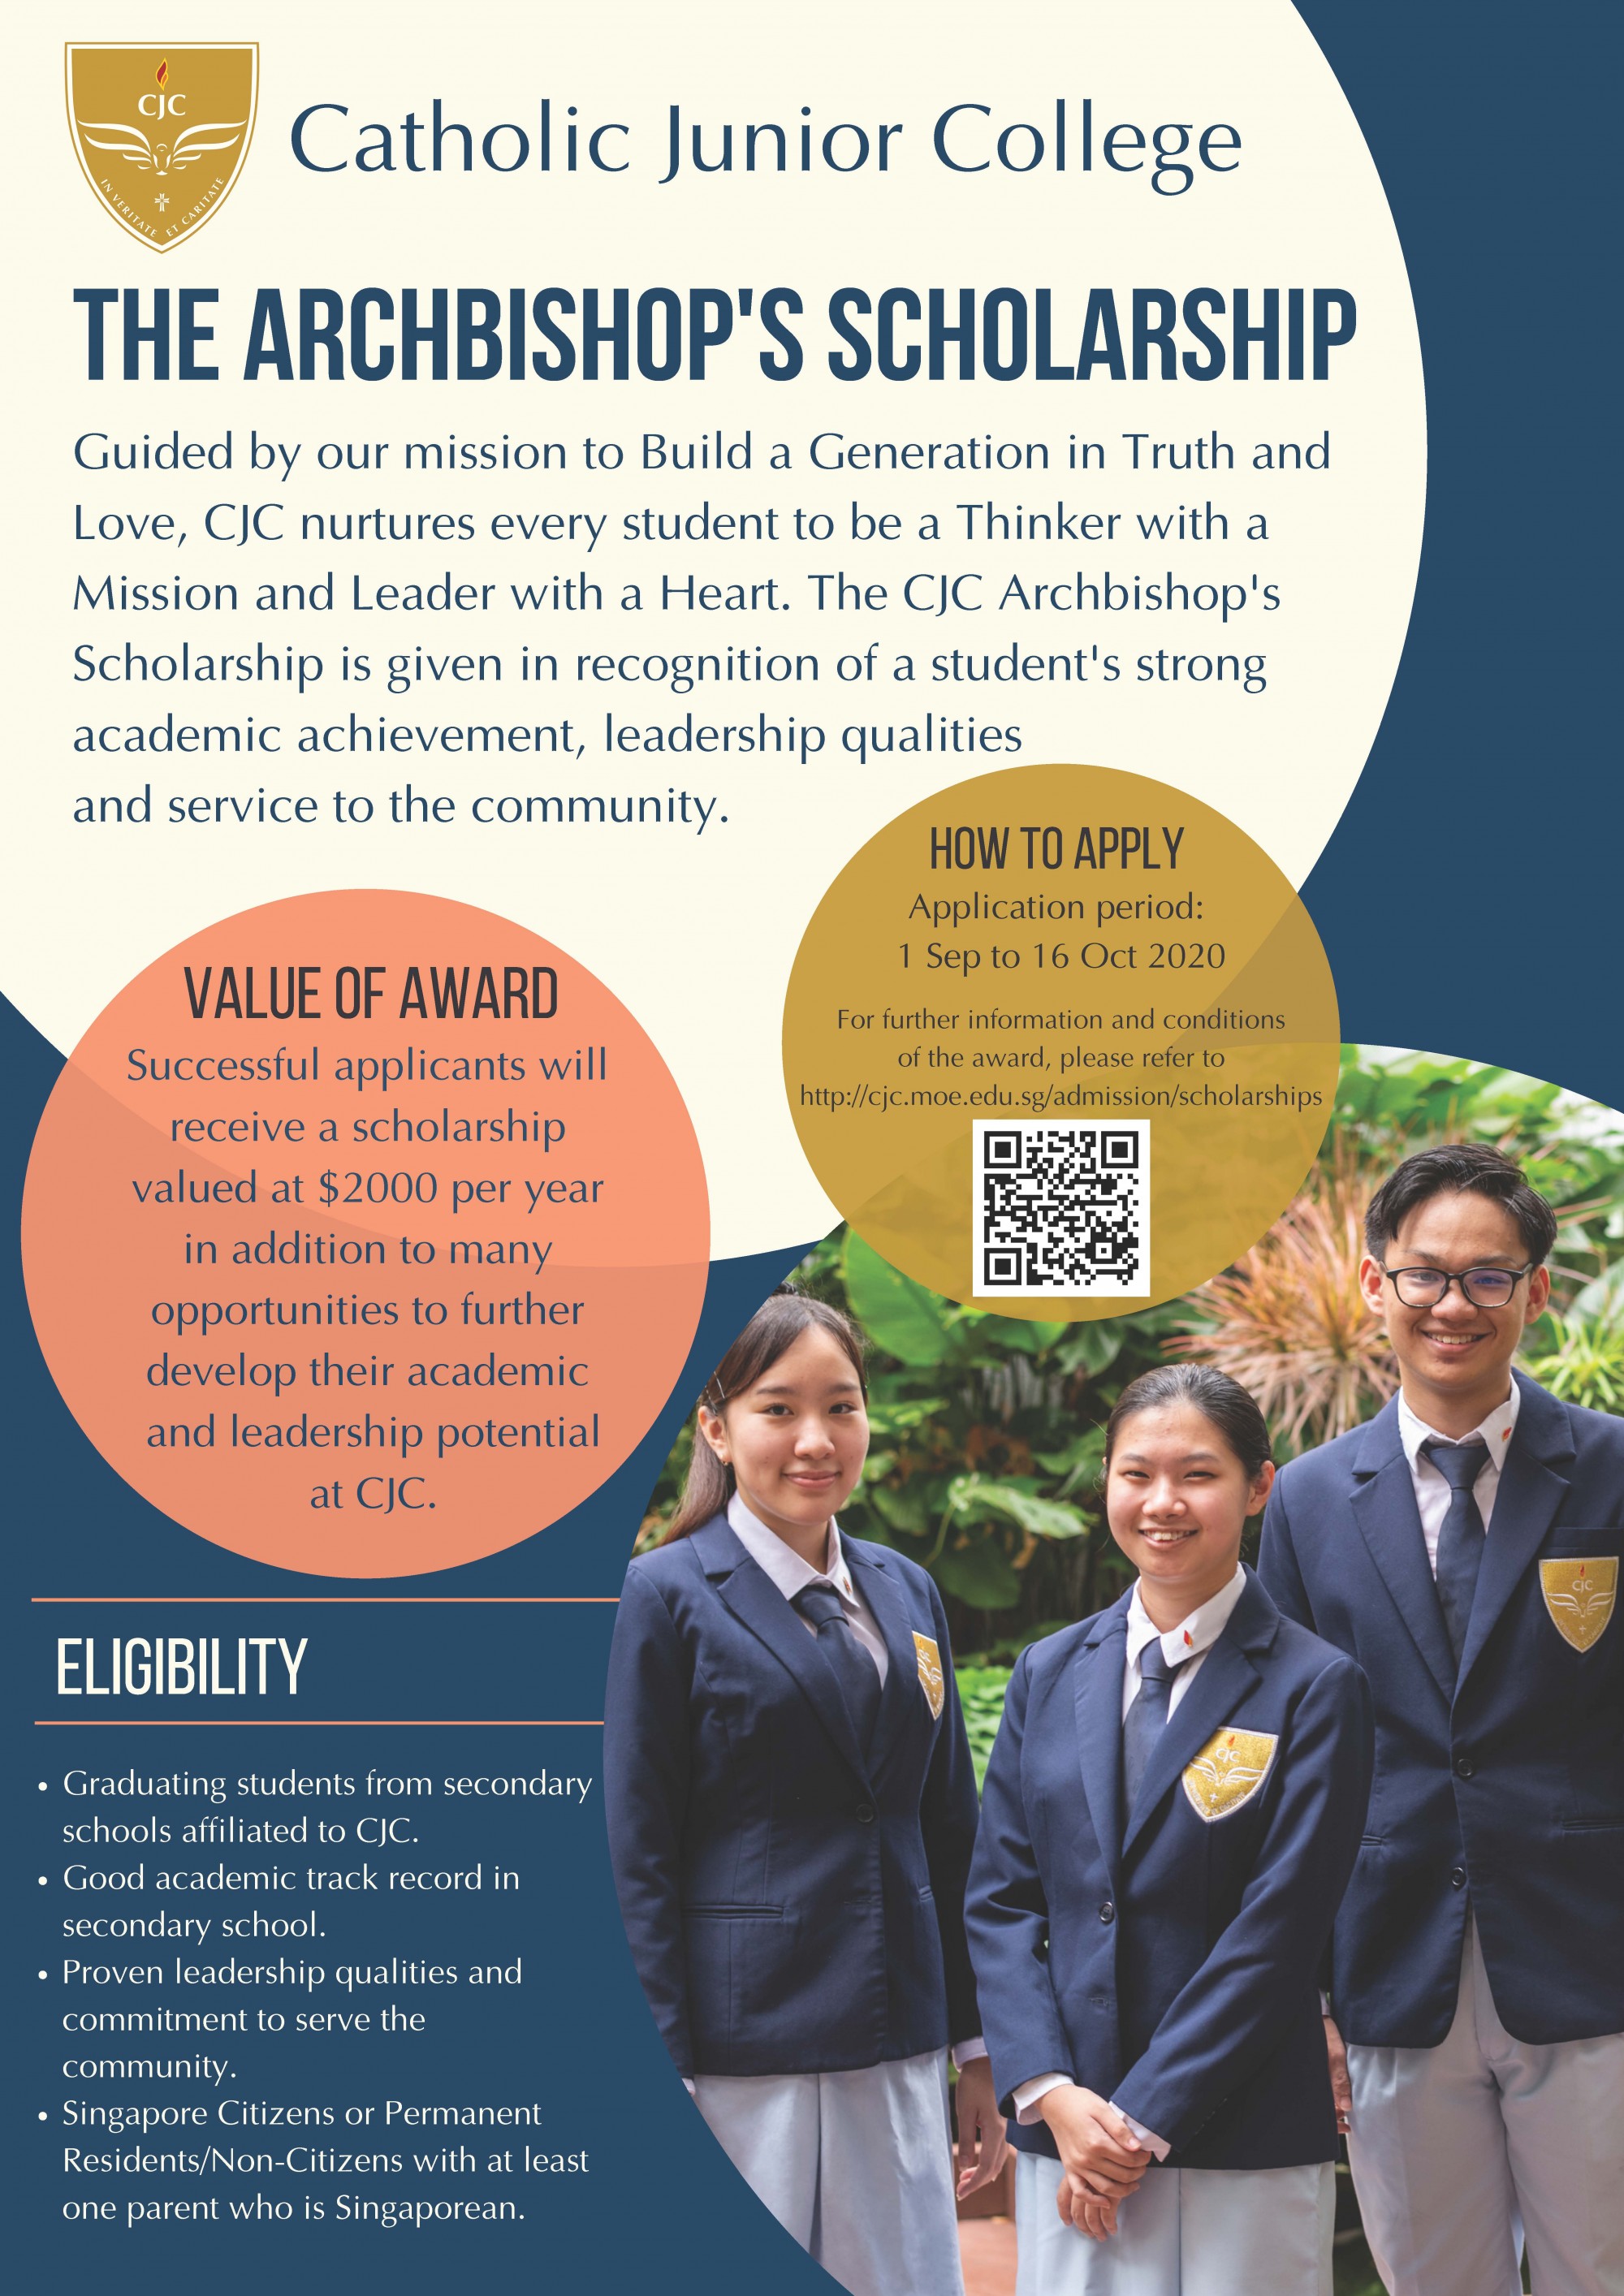 CJC
IN VERITATE ET CARITATE
Catholic Junior College
THE ARCHBISHOP'S SCHOLARSHIP
Guided by our mission to Build a Generation in Truth and
Love, CJC nurtures every student to be a Thinker with a
Mission and Leader with a Heart. The CJC Archbishop's
Scholarship is given in recognition of a student's strong
academic achievement, leadership qualities
and service to the community.
HOW TO APPLY
Application period:
1 Sep to 16 Oct 2020
For further information and conditions
of the award, please refer to
http://cjc.moe.edu.sg/admission/scholarships
VALUE OF AWARD
Successful applicants will
receive a scholarship
valued at $2000 per year
in addition to many
opportunities to further
develop their academic
and leadership potential
at CJC.
ELIGIBILITY
• Graduating students from secondary
schools affiliated to CJC.
• Good academic track record in
secondary school.
• Proven leadership qualities and
commitment to serve the
community.
• Singapore Citizens or Permanent
Residents/Non-Citizens with at least
one parent who is Singaporean.
CJC
CJC